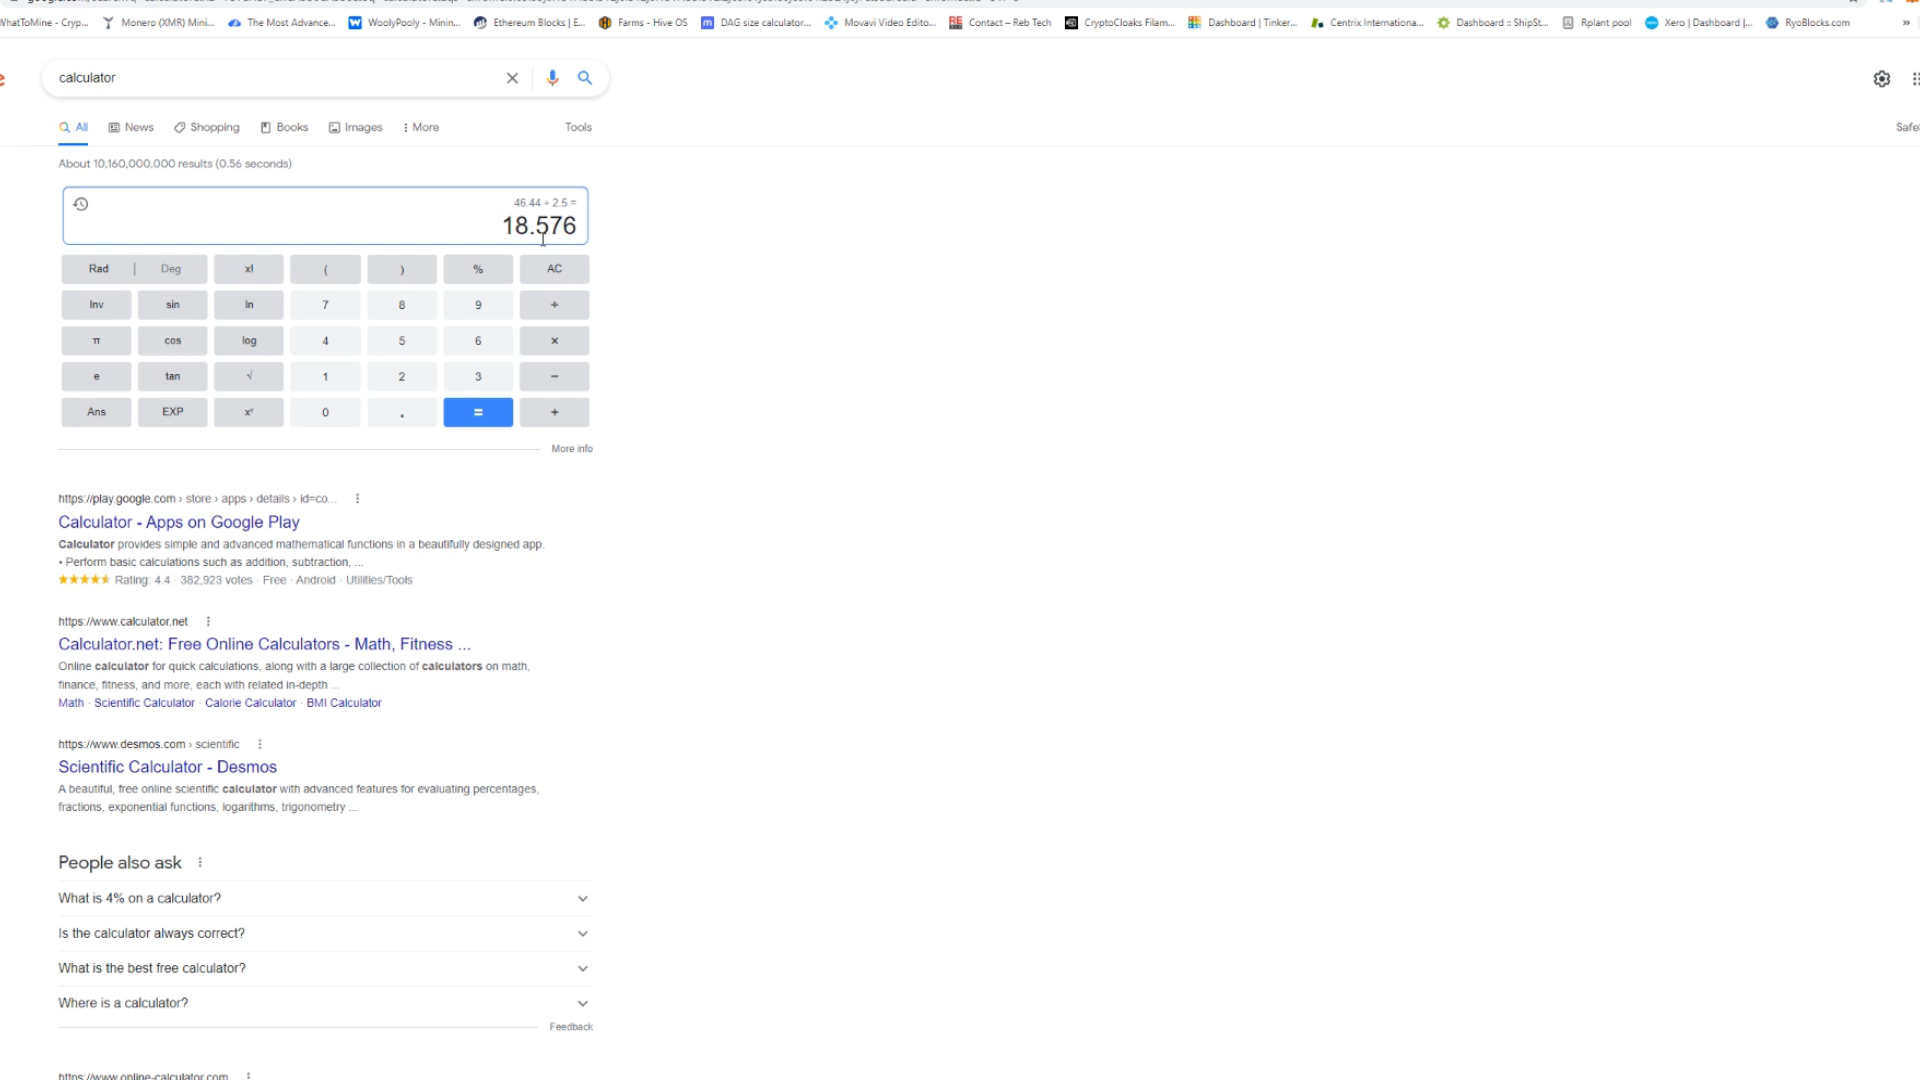 WhatToMine - Cryp... Monero (XMR) Mini... The Most Advance... WoolyPooly - Minin... Ethereum Blocks | E... Farms - Hive OS DAG size calculator... Movavi Video Edito... Contact – Reb Tech CryptoCloaks Filam... Dashboard | Tinker... Centrix Internationa... Dashboard :: ShipSt... Rplant pool Xero | Dashboard |... RyoBlocks.com »
calculator
All News Shopping Books Images More Tools
About 10,160,000,000 results (0.56 seconds)
46.44 ÷ 2.5 =
18.576
Rad | Deg x! ( ) % AC
Inv sin ln 7 8 9 ÷
π cos log 4 5 6 ×
e tan √ 1 2 3 −
Ans EXP xʸ 0 . = +
More info
https://play.google.com › store › apps › details › id=co...
Calculator - Apps on Google Play
Calculator provides simple and advanced mathematical functions in a beautifully designed app.
• Perform basic calculations such as addition, subtraction, ...
★★★★★ Rating: 4.4 · 382,923 votes · Free · Android · Utilities/Tools
https://www.calculator.net
Calculator.net: Free Online Calculators - Math, Fitness ...
Online calculator for quick calculations, along with a large collection of calculators on math,
finance, fitness, and more, each with related in-depth ...
Math · Scientific Calculator · Calorie Calculator · BMI Calculator
https://www.desmos.com › scientific
Scientific Calculator - Desmos
A beautiful, free online scientific calculator with advanced features for evaluating percentages,
fractions, exponential functions, logarithms, trigonometry ...
People also ask
What is 4% on a calculator?
Is the calculator always correct?
What is the best free calculator?
Where is a calculator?
Feedback
https://www.online-calculator.com